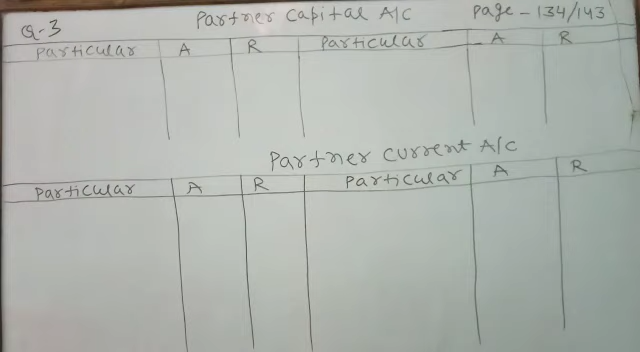 Q-3 Partner Capital A/C Page - 134/143
Particular A R Particular A R
Partner Current A/C
Particular A R Particular A R